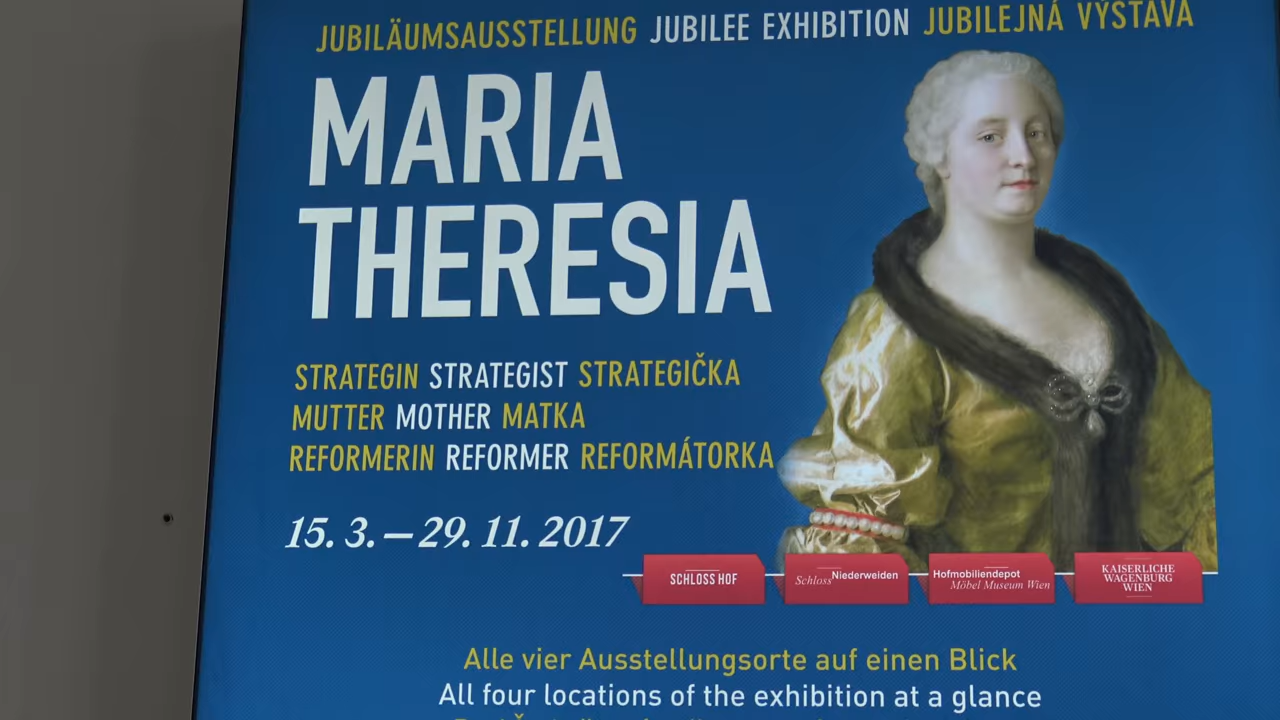 JUBILÄUMSAUSSTELLUNG JUBILEE EXHIBITION JUBILEJNÁ VÝSTAVA
MARIA
THERESIA
STRATEGIN STRATEGIST STRATEGIČKA
MUTTER MOTHER MATKA
REFORMERIN REFORMER REFORMÁTORKA
15. 3. – 29. 11. 2017
SCHLOSS HOF
Schloss Niederweiden
Hofmobiliendepot
Möbel Museum Wien
KAISERLICHE
WAGENBURG
WIEN
Alle vier Ausstellungsorte auf einen Blick
All four locations of the exhibition at a glance